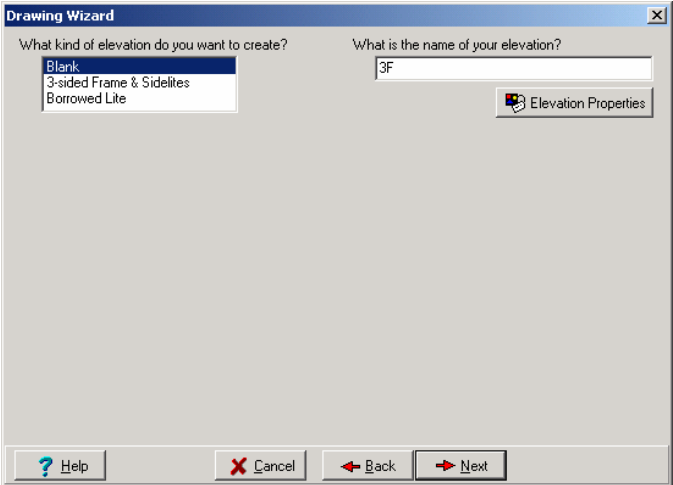 Drawing Wizard
What kind of elevation do you want to create?
What is the name of your elevation?
Blank
3-sided Frame & Sidelites
Borrowed Lite
3F
Elevation Properties
Help
Cancel
Back
Next